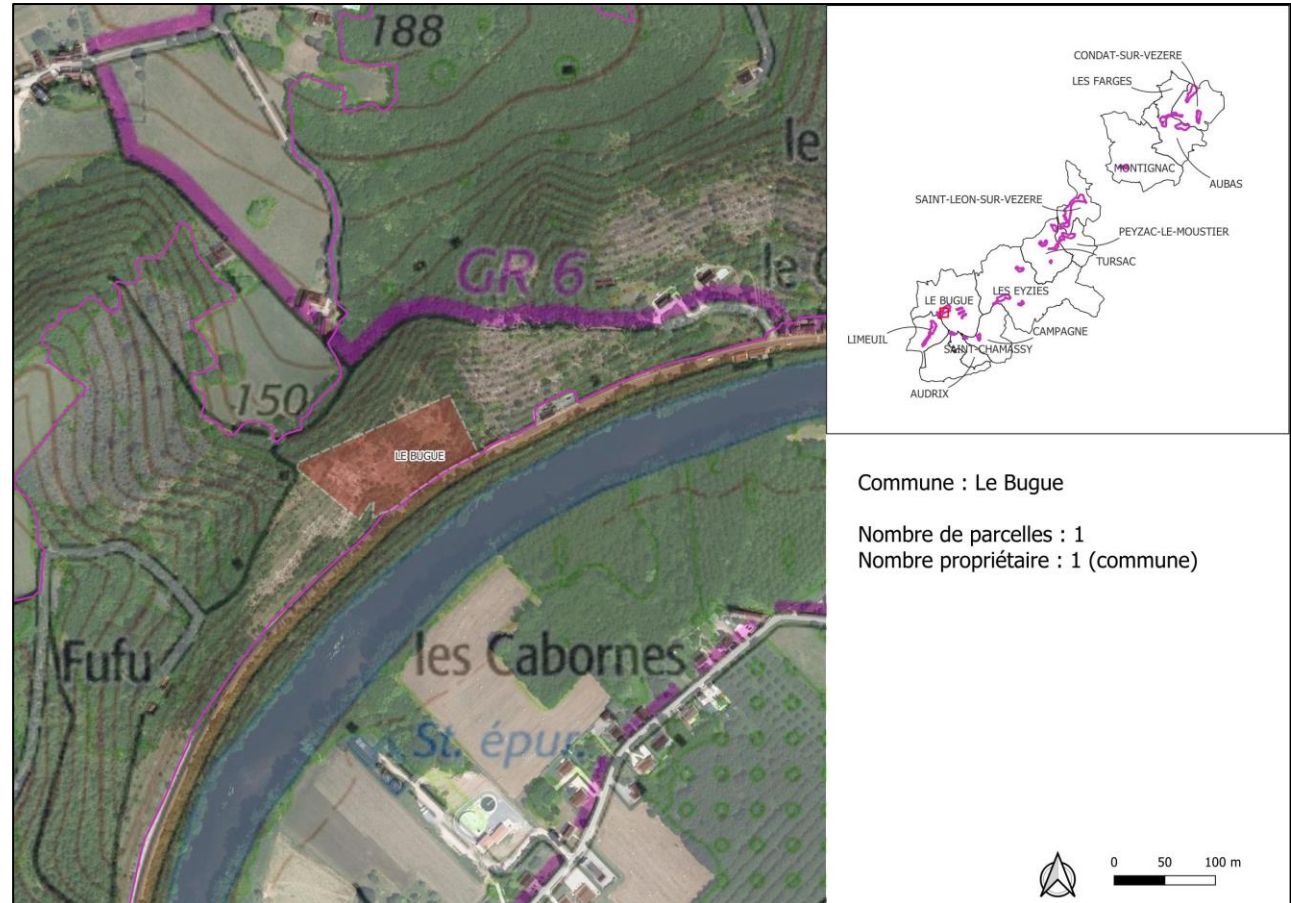 188
le
GR 6
le
150
LE BUGUE
Fufu
les Cabornes
St. épur.
CONDAT-SUR-VEZERE
LES FARGES
MONTIGNAC
AUBAS
SAINT-LEON-SUR-VEZERE
PEYZAC-LE-MOUSTIER
TURSAC
LES EYZIES
LE BUGUE
CAMPAGNE
LIMEUIL
SAINT-CHAMASSY
AUDRIX
Commune : Le Bugue
Nombre de parcelles : 1
Nombre propriétaire : 1 (commune)
0 50 100 m